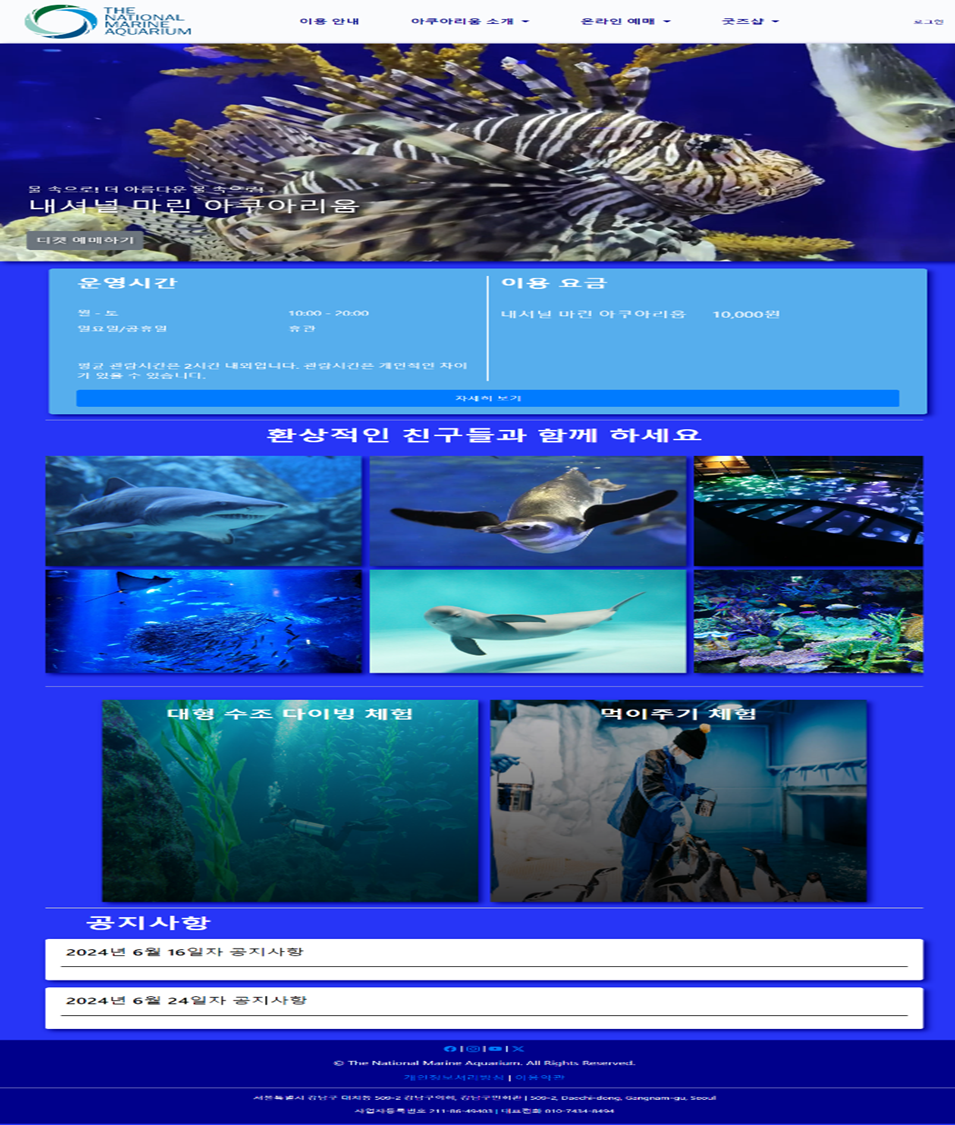 THE
NATIONAL
MARINE
AQUARIUM
이용 안내
아쿠아리움 소개
온라인 예매
굿즈샵
로그인
물 속으로! 더 아름다운 물 속으로!
내셔널 마린 아쿠아리움
티켓 예매하기
운영시간
월 - 토 10:00 - 20:00
일요일/공휴일 휴관
평균 관람시간은 2시간 내외입니다. 관람시간은 개인적인 차이
가 있을 수 있습니다.
이용 요금
내셔널 마린 아쿠아리움 10,000원
자세히 보기
환상적인 친구들과 함께 하세요
대형 수조 다이빙 체험
먹이주기 체험
공지사항
2024년 6월 16일자 공지사항
2024년 6월 24일자 공지사항
© The National Marine Aquarium. All Rights Reserved.
개인정보처리방침 | 이용약관
서울특별시 강남구 대치동 509-2 강남구의회, 강남구민회관 | 509-2, Daechi-dong, Gangnam-gu, Seoul
사업자등록번호 211-86-49403 | 대표전화 010-7434-8494